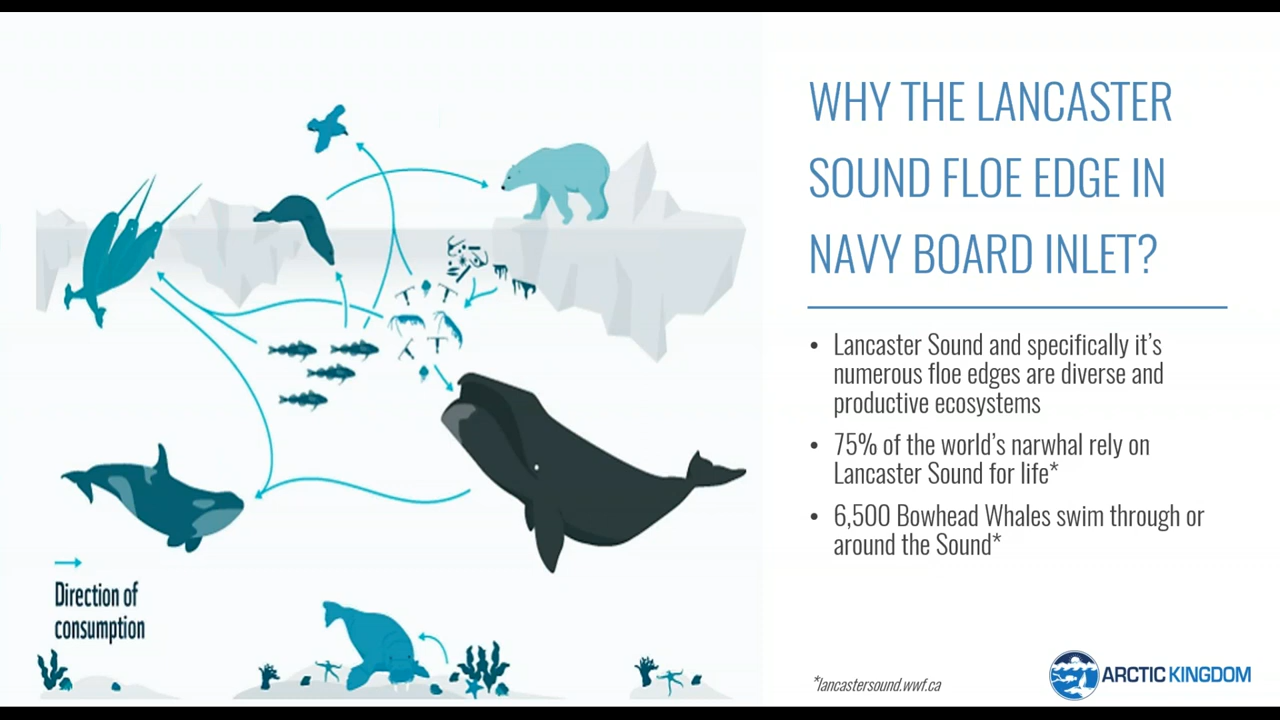 WHY THE LANCASTER
SOUND FLOE EDGE IN
NAVY BOARD INLET?
• Lancaster Sound and specifically it's
numerous floe edges are diverse and
productive ecosystems
• 75% of the world's narwhal rely on
Lancaster Sound for life*
• 6,500 Bowhead Whales swim through or
around the Sound*
Direction of
consumption
*lancastersound.wwf.ca
ARCTIC KINGDOM